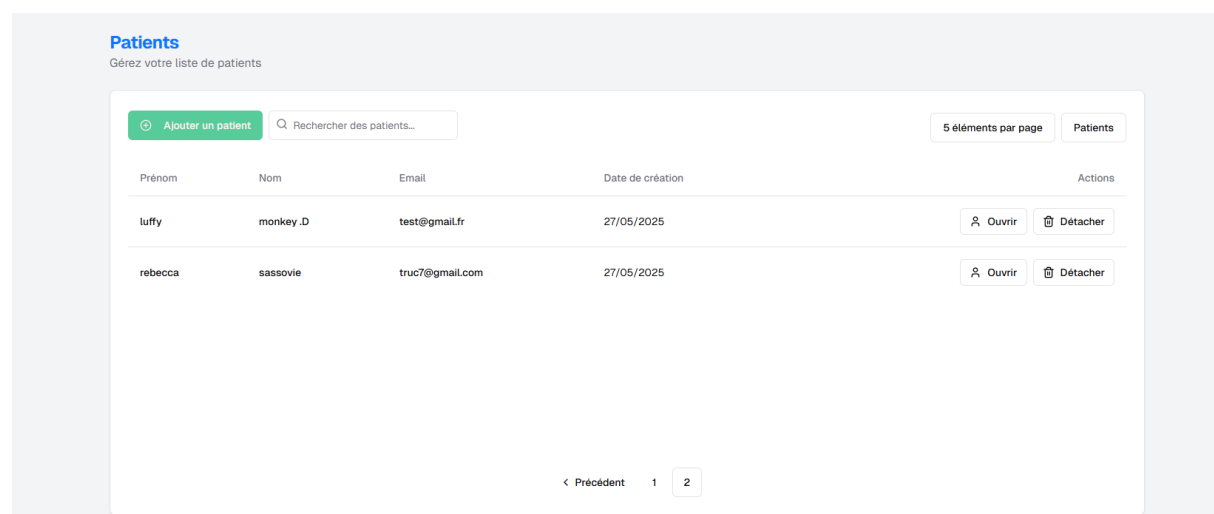 Patients
Gérez votre liste de patients
Ajouter un patient Rechercher des patients... 5 éléments par page Patients
Prénom Nom Email Date de création Actions
luffy monkey .D test@gmail.fr 27/05/2025 Ouvrir Détacher
rebecca sassovie truc7@gmail.com 27/05/2025 Ouvrir Détacher
Précédent 1 2